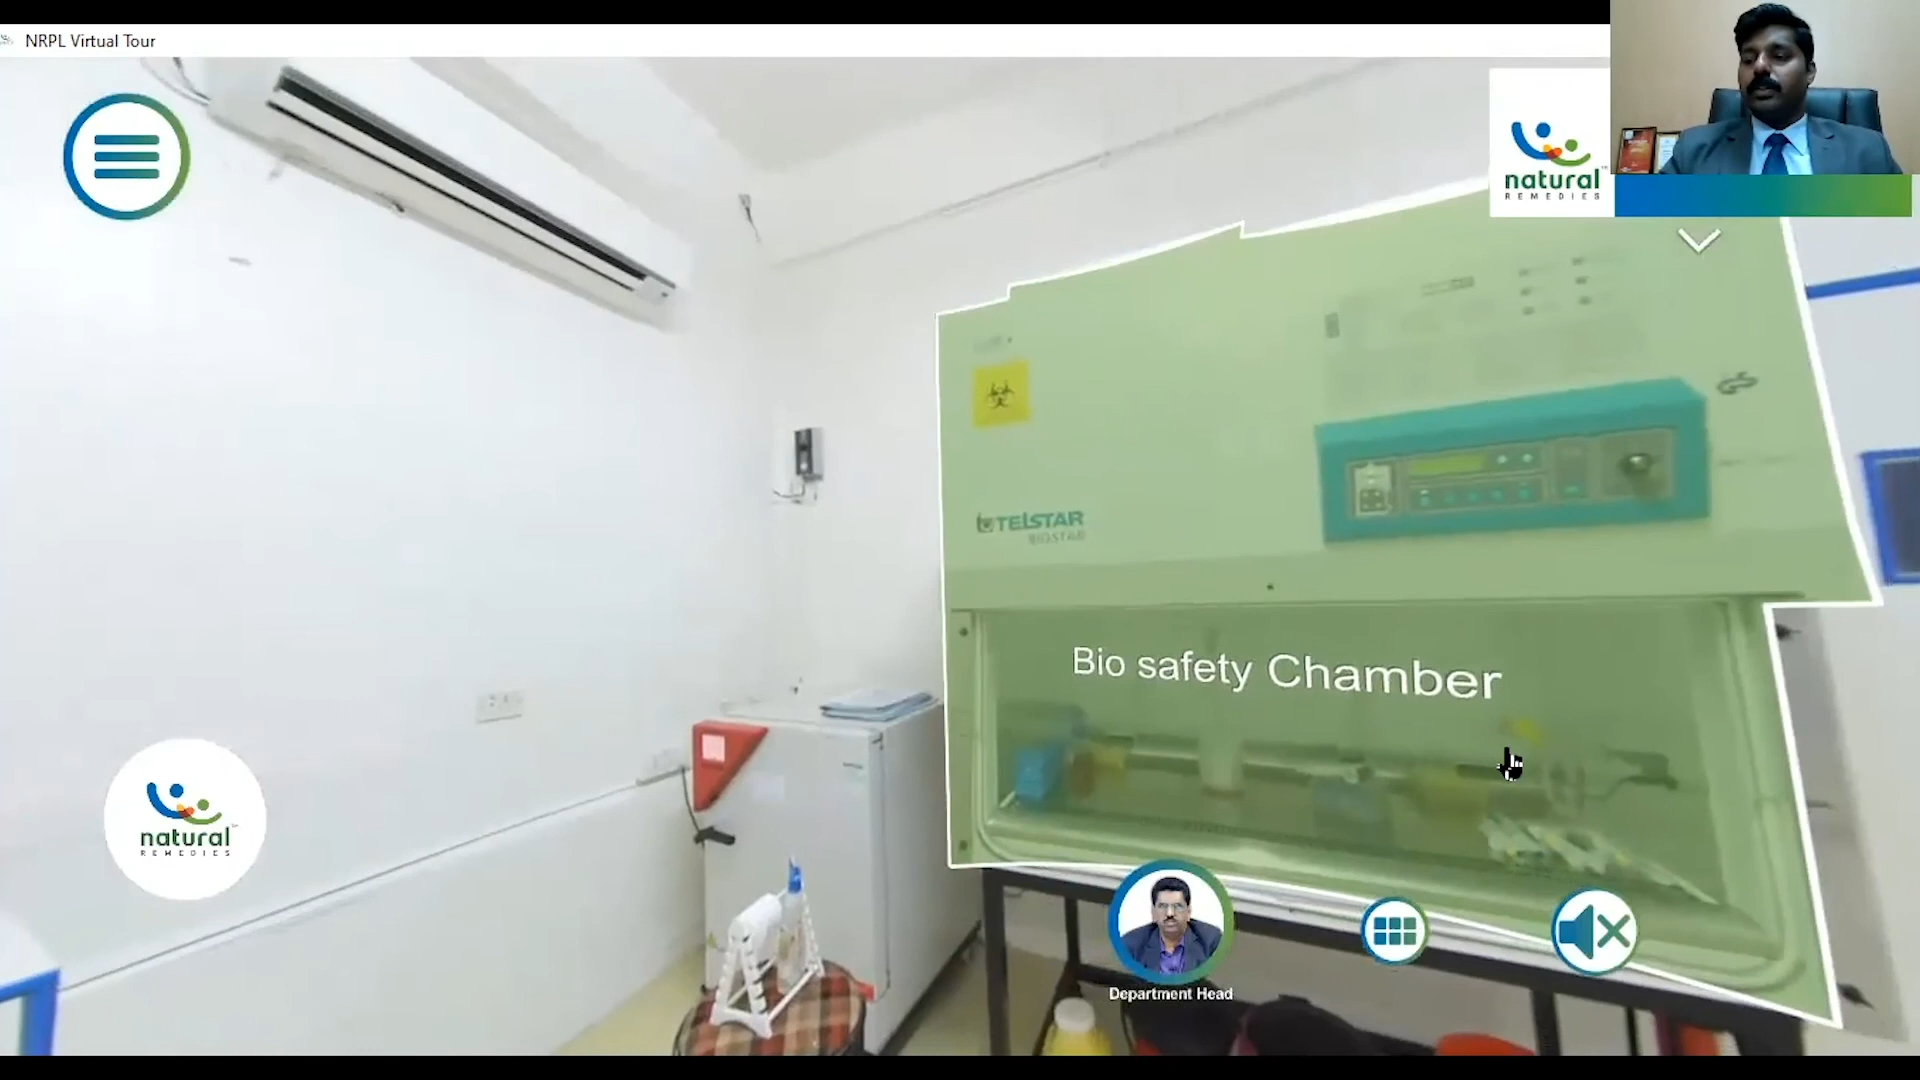 NRPL Virtual Tour
natural
REMEDIES
TELSTAR
BIOSTAR
Bio safety Chamber
natural
REMEDIES
Department Head